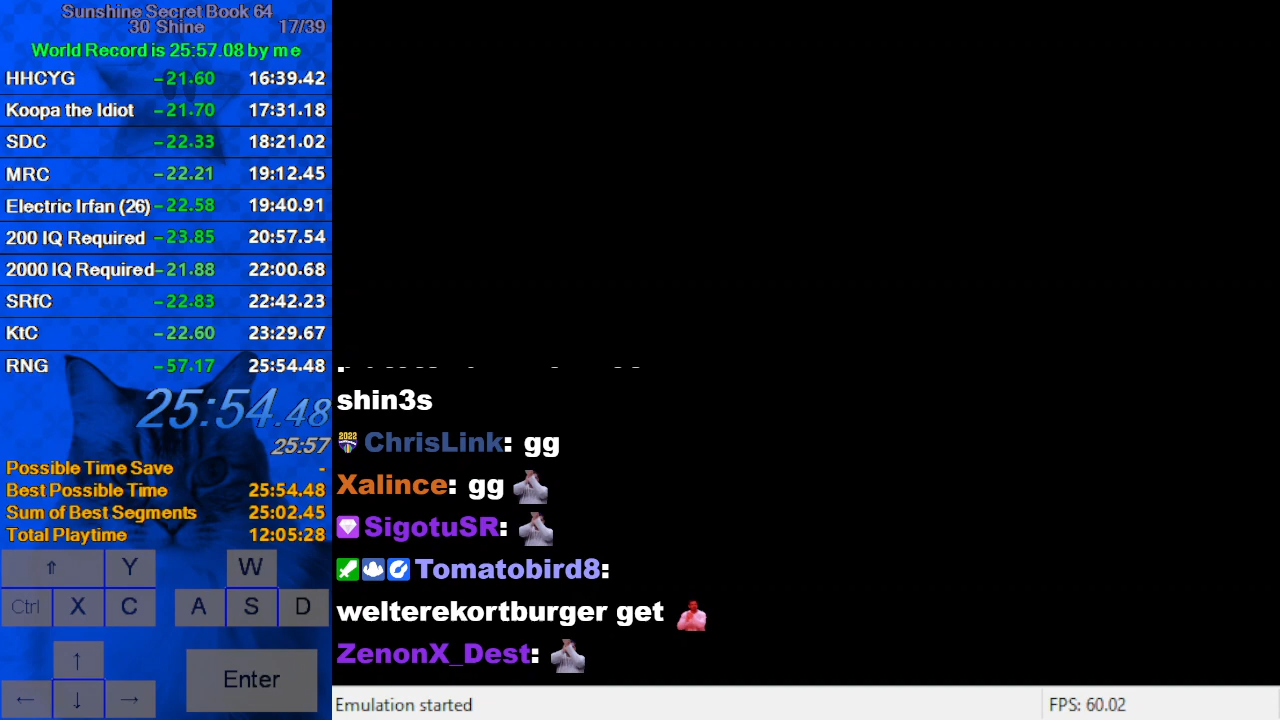 Sunshine Secret Book 64
30 Shine 17/39
World Record is 25:57.08 by me
HHCYG -21.60 16:39.42
Koopa the Idiot -21.70 17:31.18
SDC -22.33 18:21.02
MRC -22.21 19:12.45
Electric Irfan (26) -22.58 19:40.91
200 IQ Required -23.85 20:57.54
2000 IQ Required -21.88 22:00.68
SRfC -22.83 22:42.23
KtC -22.60 23:29.67
RNG -57.17 25:54.48
25:54.48
25:57
Possible Time Save -
Best Possible Time 25:54.48
Sum of Best Segments 25:02.45
Total Playtime 12:05:28
⇑ Y W
Ctrl X C A S D
↑
← ↓ → Enter
shin3s
2022 ChrisLink: gg
Xalince: gg
SigotuSR:
Tomatobird8:
welterekortburger get
ZenonX_Dest:
Emulation started FPS: 60.02